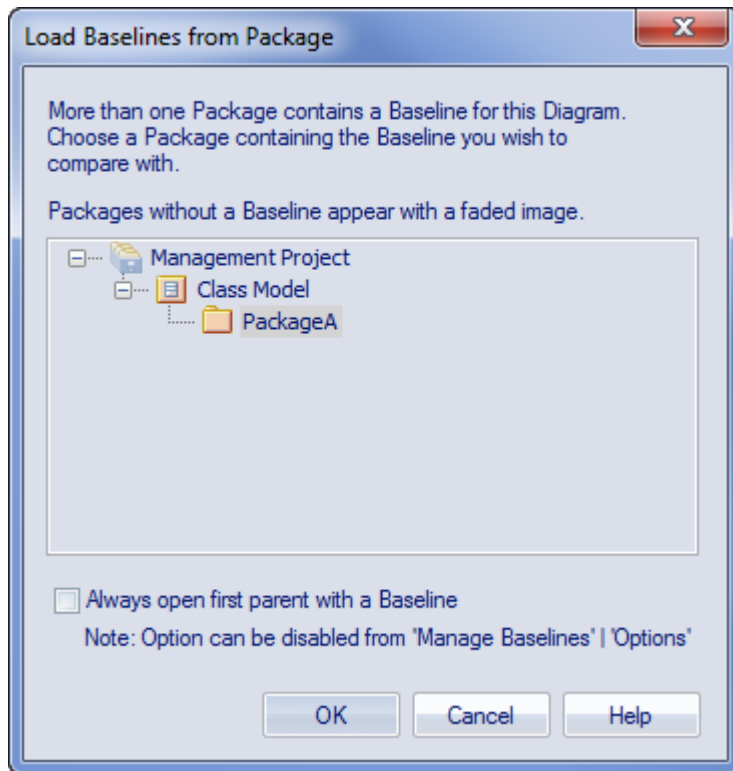 Load Baselines from Package
More than one Package contains a Baseline for this Diagram.
Choose a Package containing the Baseline you wish to
compare with.
Packages without a Baseline appear with a faded image.
Management Project
Class Model
PackageA
Always open first parent with a Baseline
Note: Option can be disabled from 'Manage Baselines' | 'Options'
OK
Cancel
Help